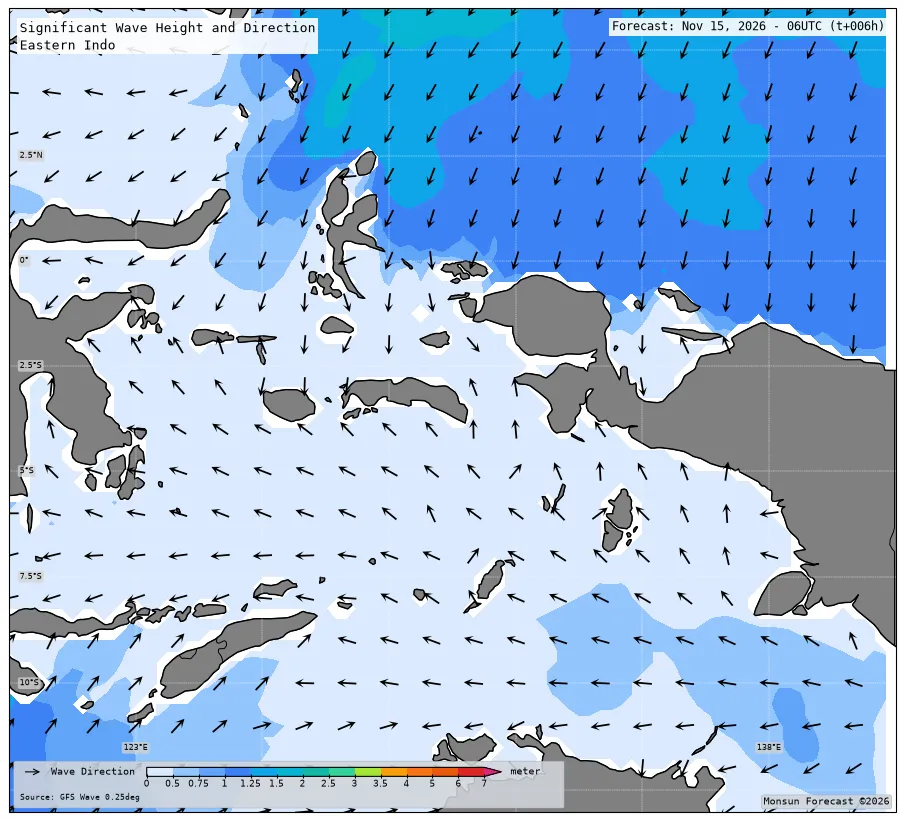 Significant Wave Height and Direction
Eastern Indo
Forecast: Nov 15, 2026 - 06UTC (t+006h)
2.5°N
0°
2.5°S
5°S
7.5°S
10°S
123°E
138°E
Wave Direction
meter
0 0.5 0.75 1 1.25 1.5 2 2.5 3 3.5 4 5 6 7
Source: GFS Wave 0.25deg
Monsun Forecast ©2026